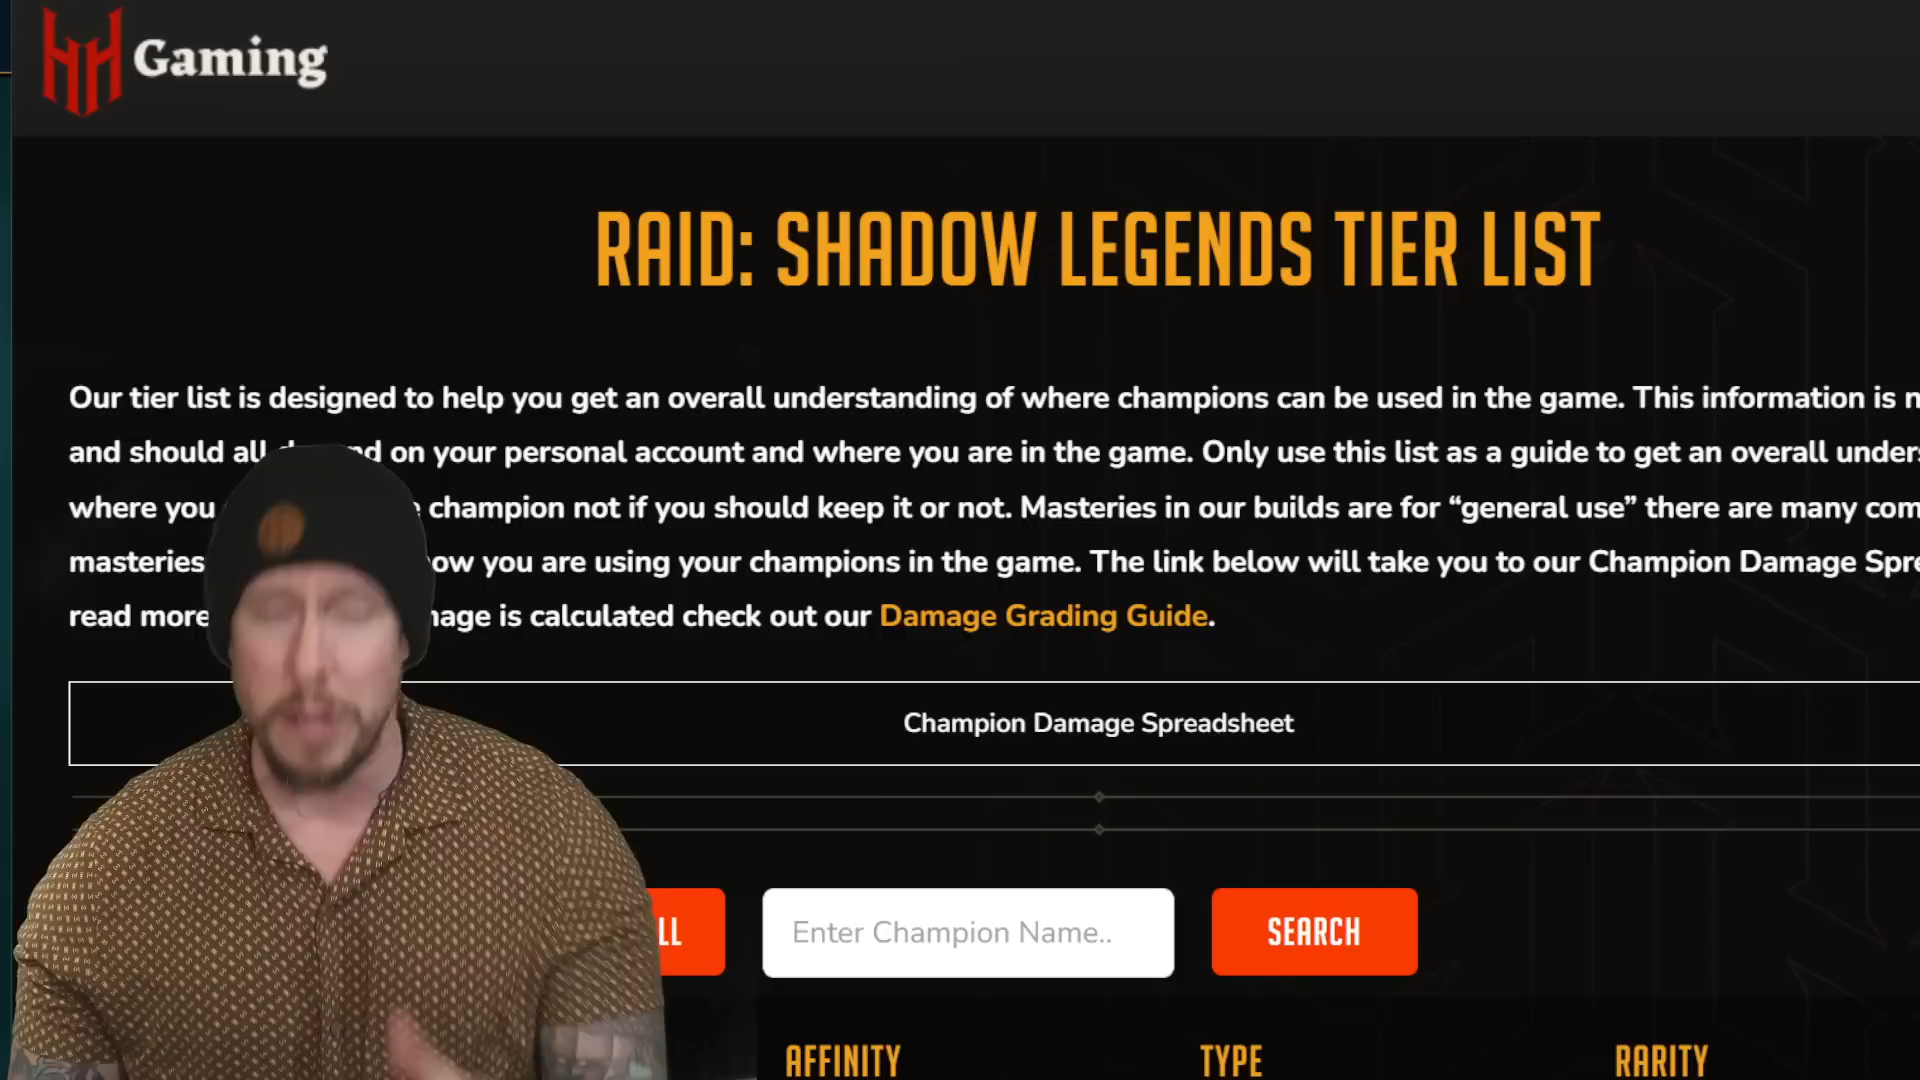 Gaming
RAID: SHADOW LEGENDS TIER LIST
Our tier list is designed to help you get an overall understanding of where champions can be used in the game. This information is
and should all on your personal account and where you are in the game. Only use this list as a guide to get an overall
where you champion not if you should keep it or not. Masteries in our builds are for “general use” there are many
masteries you are using your champions in the game. The link below will take you to our Champion Damage
read more is calculated check out our Damage Grading Guide.
Champion Damage Spreadsheet
Enter Champion Name..
SEARCH
AFFINITY
TYPE
RARITY